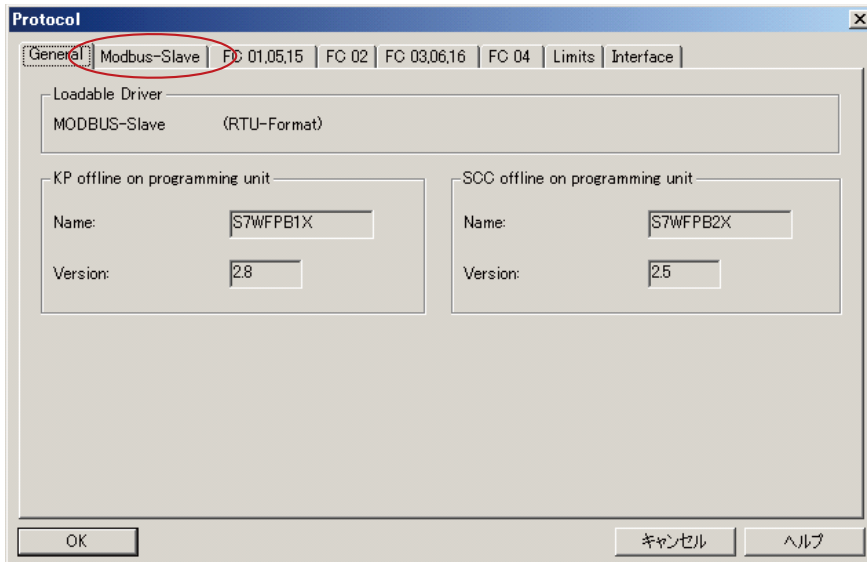 Protocol
General Modbus-Slave FC 01,05,15 FC 02 FC 03,06,16 FC 04 Limits Interface
Loadable Driver
MODBUS-Slave (RTU-Format)
KP offline on programming unit SCC offline on programming unit
Name: S7WFPB1X Name: S7WFPB2X
Version: 2.8 Version: 2.5
OK キャンセル ヘルプ